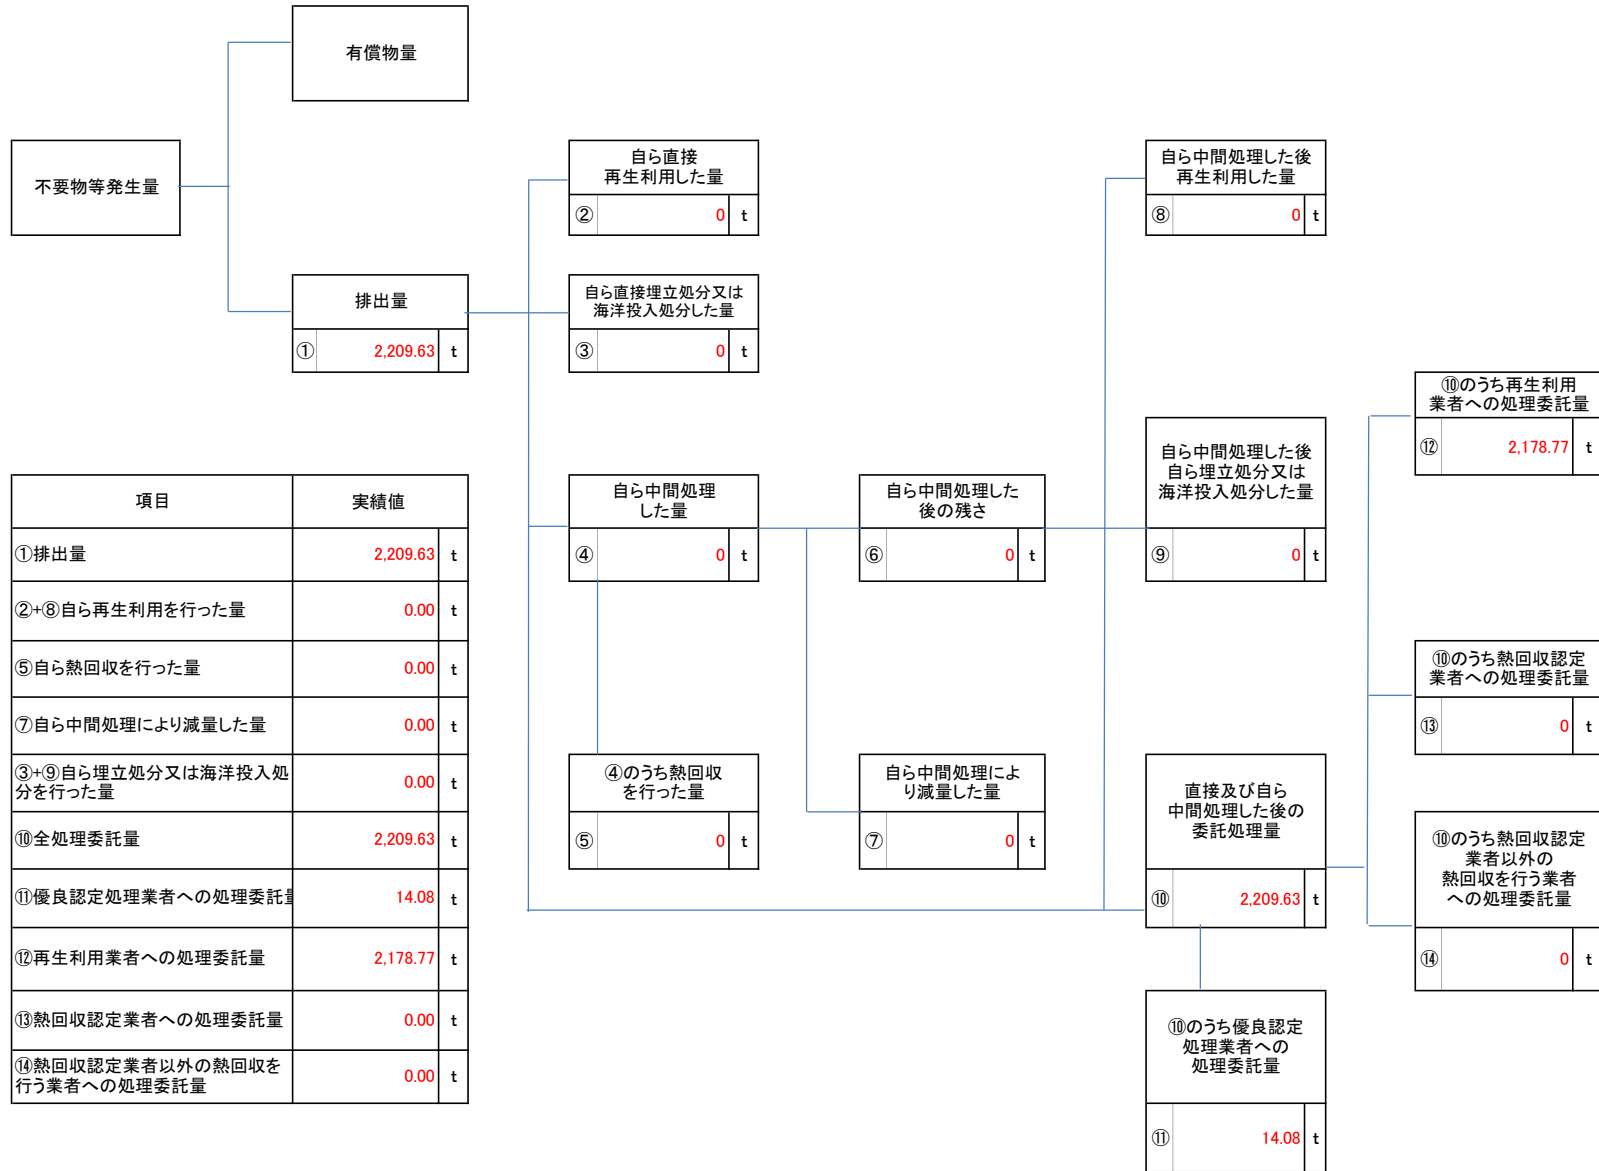 有償物量
不要物等発生量
排出量
① 2,209.63 t
自ら直接
再生利用した量
② 0 t
自ら直接埋立処分又は
海洋投入処分した量
③ 0 t
自ら中間処理
した量
④ 0 t
④のうち熱回収
を行った量
⑤ 0 t
自ら中間処理した
後の残さ
⑥ 0 t
自ら中間処理によ
り減量した量
⑦ 0 t
自ら中間処理した後
再生利用した量
⑧ 0 t
自ら中間処理した後
自ら埋立処分又は
海洋投入処分した量
⑨ 0 t
直接及び自ら
中間処理した後の
委託処理量
⑩ 2,209.63 t
⑩のうち優良認定
処理業者への
処理委託量
⑪ 14.08 t
⑩のうち再生利用
業者への処理委託量
⑫ 2,178.77 t
⑩のうち熱回収認定
業者への処理委託量
⑬ 0 t
⑩のうち熱回収認定
業者以外の
熱回収を行う業者
への処理委託量
⑭ 0 t
項目 実績値
①排出量 2,209.63 t
②+⑧自ら再生利用を行った量 0.00 t
⑤自ら熱回収を行った量 0.00 t
⑦自ら中間処理により減量した量 0.00 t
③+⑨自ら埋立処分又は海洋投入処
分を行った量 0.00 t
⑩全処理委託量 2,209.63 t
⑪優良認定処理業者への処理委託 14.08 t
⑫再生利用業者への処理委託量 2,178.77 t
⑬熱回収認定業者への処理委託量 0.00 t
⑭熱回収認定業者以外の熱回収を
行う業者への処理委託量 0.00 t